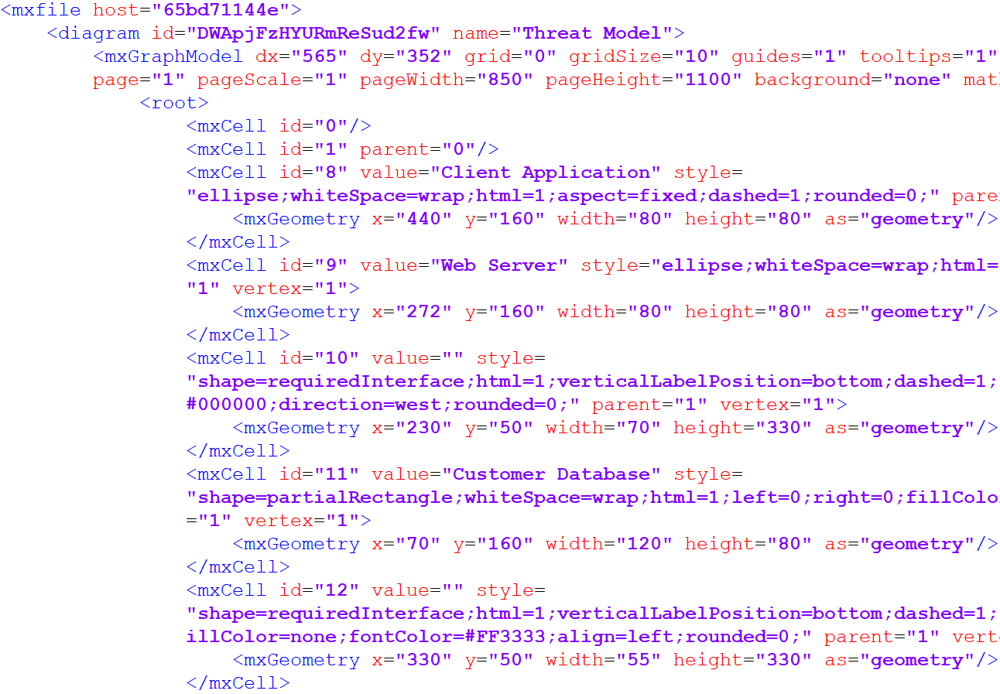 <mxfile host="65bd71144e">
<diagram id="DWApjFzHYURmReSud2fw" name="Threat Model">
<mxGraphModel dx="565" dy="352" grid="0" gridSize="10" guides="1" tooltips="1"
page="1" pageScale="1" pageWidth="850" pageHeight="1100" background="none" mat
<root>
<mxCell id="0"/>
<mxCell id="1" parent="0"/>
<mxCell id="8" value="Client Application" style=
"ellipse;whiteSpace=wrap;html=1;aspect=fixed;dashed=1;rounded=0;" pare
<mxGeometry x="440" y="160" width="80" height="80" as="geometry"/>
</mxCell>
<mxCell id="9" value="Web Server" style="ellipse;whiteSpace=wrap;html=
"1" vertex="1">
<mxGeometry x="272" y="160" width="80" height="80" as="geometry"/>
</mxCell>
<mxCell id="10" value="" style=
"shape=requiredInterface;html=1;verticalLabelPosition=bottom;dashed=1;
#000000;direction=west;rounded=0;" parent="1" vertex="1">
<mxGeometry x="230" y="50" width="70" height="330" as="geometry"/>
</mxCell>
<mxCell id="11" value="Customer Database" style=
"shape=partialRectangle;whiteSpace=wrap;html=1;left=0;right=0;fillColo
="1" vertex="1">
<mxGeometry x="70" y="160" width="120" height="80" as="geometry"/>
</mxCell>
<mxCell id="12" value="" style=
"shape=requiredInterface;html=1;verticalLabelPosition=bottom;dashed=1;
illColor=none;fontColor=#FF3333;align=left;rounded=0;" parent="1" vert
<mxGeometry x="330" y="50" width="55" height="330" as="geometry"/>
</mxCell>